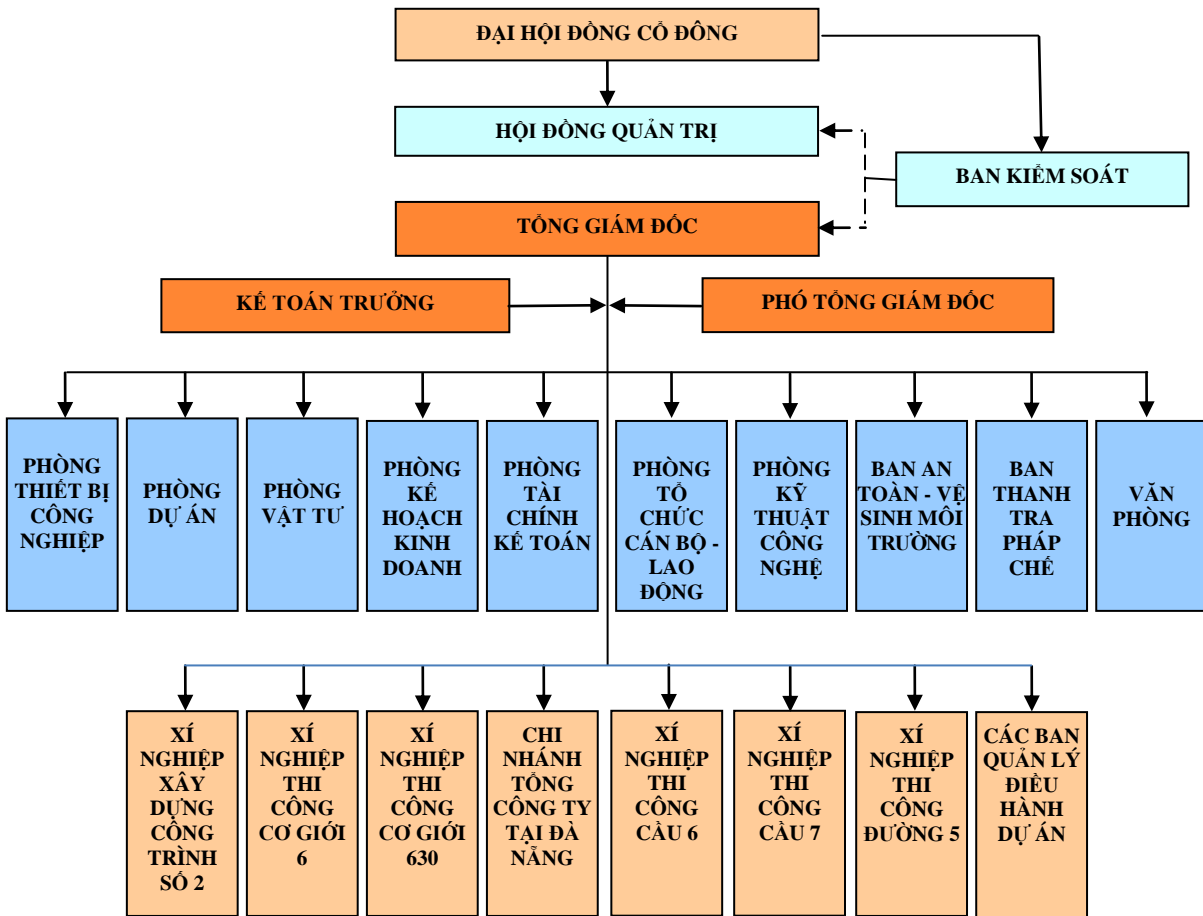 ĐẠI HỘI ĐỒNG CỔ ĐÔNG
HỘI ĐỒNG QUẢN TRỊ
BAN KIỂM SOÁT
TỔNG GIÁM ĐỐC
KẾ TOÁN TRƯỞNG
PHÓ TỔNG GIÁM ĐỐC
PHÒNG
THIẾT BỊ
CÔNG
NGHIỆP
PHÒNG
DỰ ÁN
PHÒNG
VẬT TƯ
PHÒNG
KẾ
HOẠCH
KINH
DOANH
PHÒNG
TÀI
CHÍNH
KẾ TOÁN
PHÒNG
TỔ
CHỨC
CÁN BỘ -
LAO
ĐỘNG
PHÒNG
KỸ
THUẬT
CÔNG
NGHỆ
BAN AN
TOÀN - VỆ
SINH MÔI
TRƯỜNG
BAN
THANH
TRA
PHÁP
CHẾ
VĂN
PHÒNG
XÍ
NGHIỆP
XÂY
DỰNG
CÔNG
TRÌNH
SỐ 2
XÍ
NGHIỆP
THI
CÔNG
CƠ GIỚI
6
XÍ
NGHIỆP
THI
CÔNG
CƠ GIỚI
630
CHI
NHÁNH
TỔNG
CÔNG TY
TẠI ĐÀ
NẴNG
XÍ
NGHIỆP
THI
CÔNG
CẦU 6
XÍ
NGHIỆP
THI
CÔNG
CẦU 7
XÍ
NGHIỆP
THI
CÔNG
ĐƯỜNG 5
CÁC BAN
QUẢN LÝ
ĐIỀU
HÀNH
DỰ ÁN